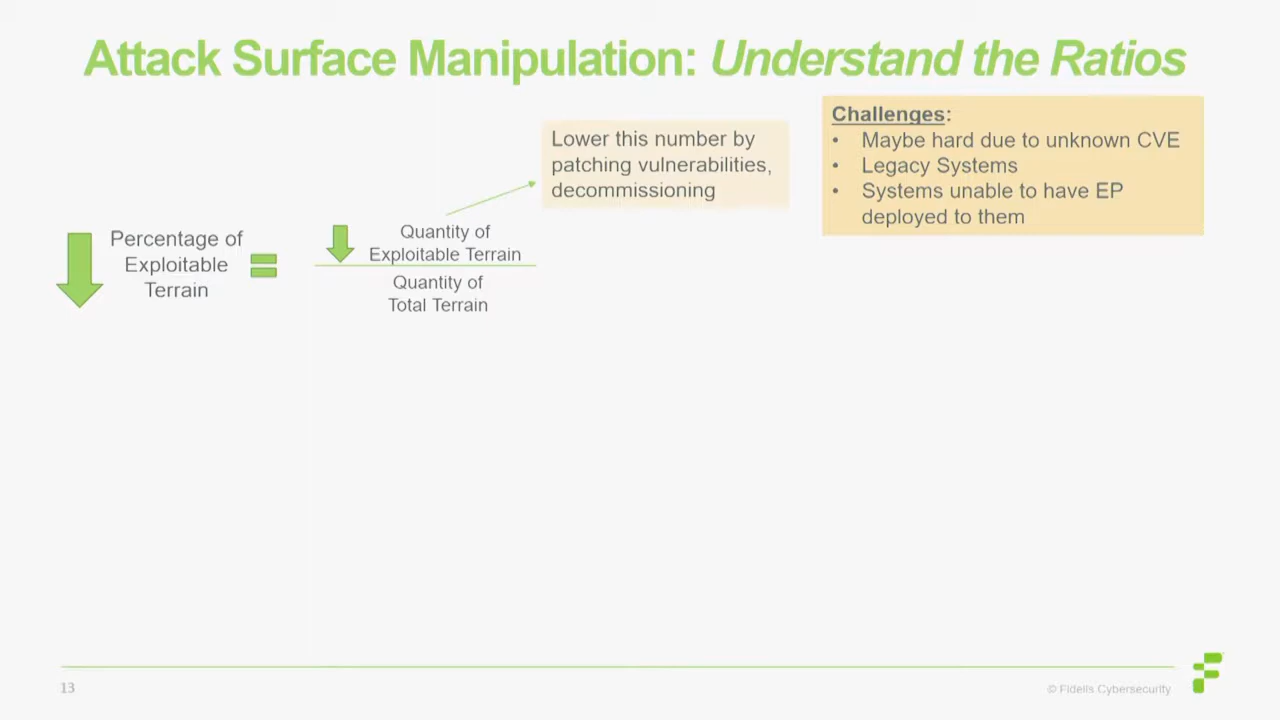 Attack Surface Manipulation: Understand the Ratios
Lower this number by
patching vulnerabilities,
decommissioning
Challenges:
• Maybe hard due to unknown CVE
• Legacy Systems
• Systems unable to have EP
deployed to them
Percentage of
Exploitable
Terrain
=
Quantity of
Exploitable Terrain
Quantity of
Total Terrain
13
© Fidelis Cybersecurity